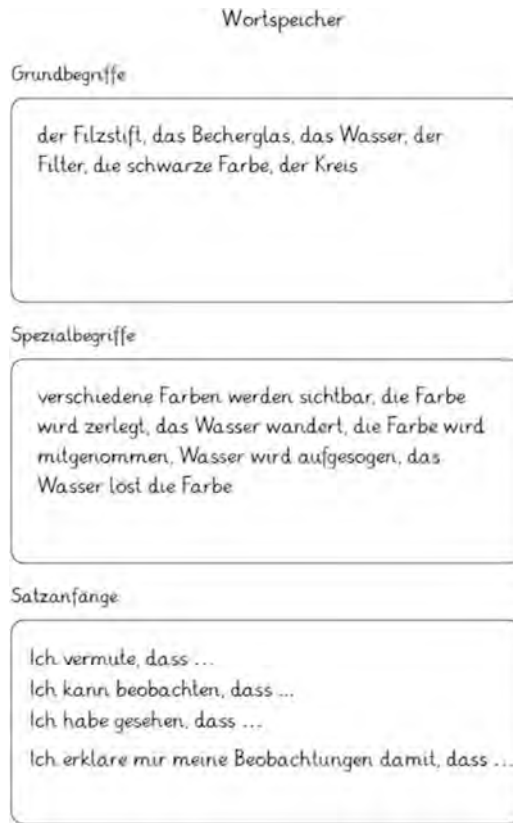 Wortspeicher
Grundbegriffe
der Filzstift, das Becherglas, das Wasser, der
Filter, die schwarze Farbe, der Kreis
Spezialbegriffe
verschiedene Farben werden sichtbar, die Farbe
wird zerlegt, das Wasser wandert, die Farbe wird
mitgenommen, Wasser wird aufgesogen, das
Wasser löst die Farbe
Satzanfänge
Ich vermute, dass ...
Ich kann beobachten, dass ...
Ich habe gesehen, dass ...
Ich erkläre mir meine Beobachtungen damit, dass ...